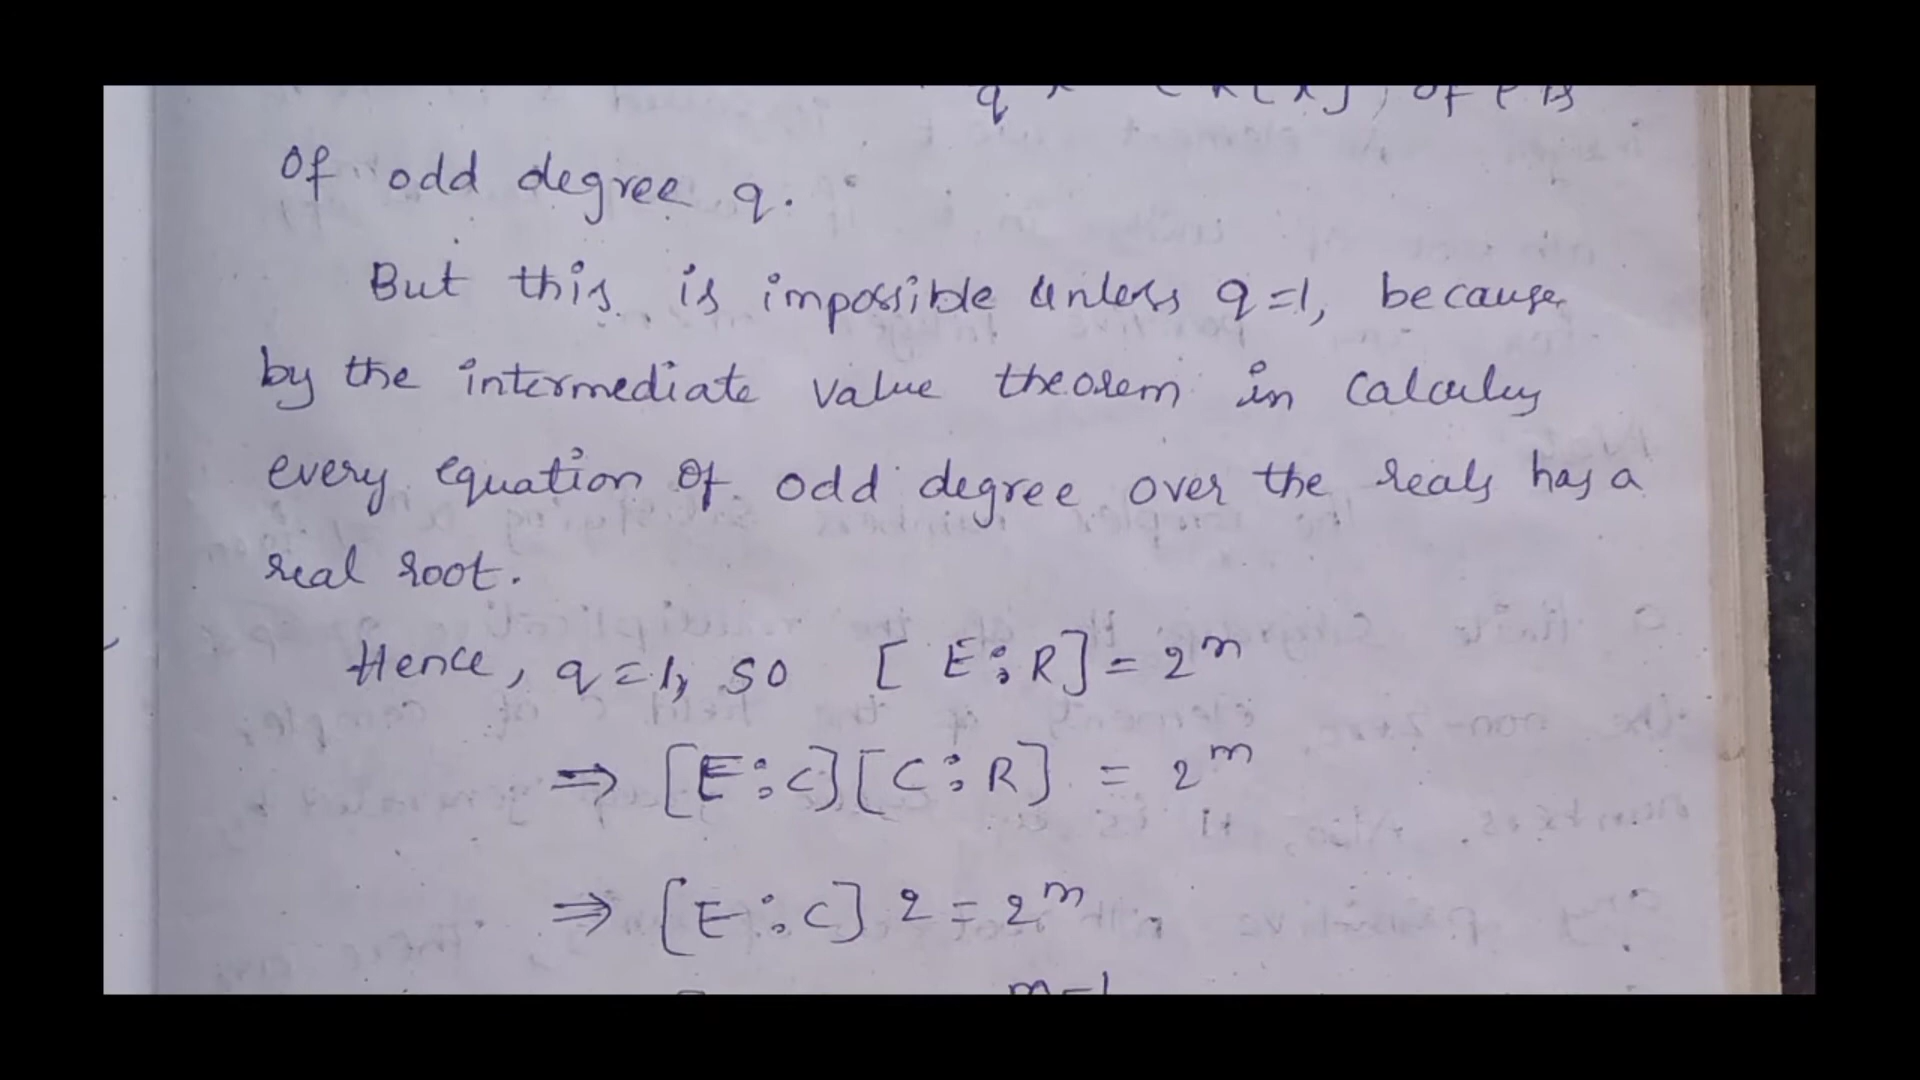 of odd degree q.
But this is impossible unless q=1, because
by the intermediate value theorem in Calculus
every equation of odd degree over the reals has a
real root.
Hence, q=1, so [E:R]=2^m
⇒ [E:C][C:R] = 2^m
⇒ [E:C] 2 = 2^m.
m-1